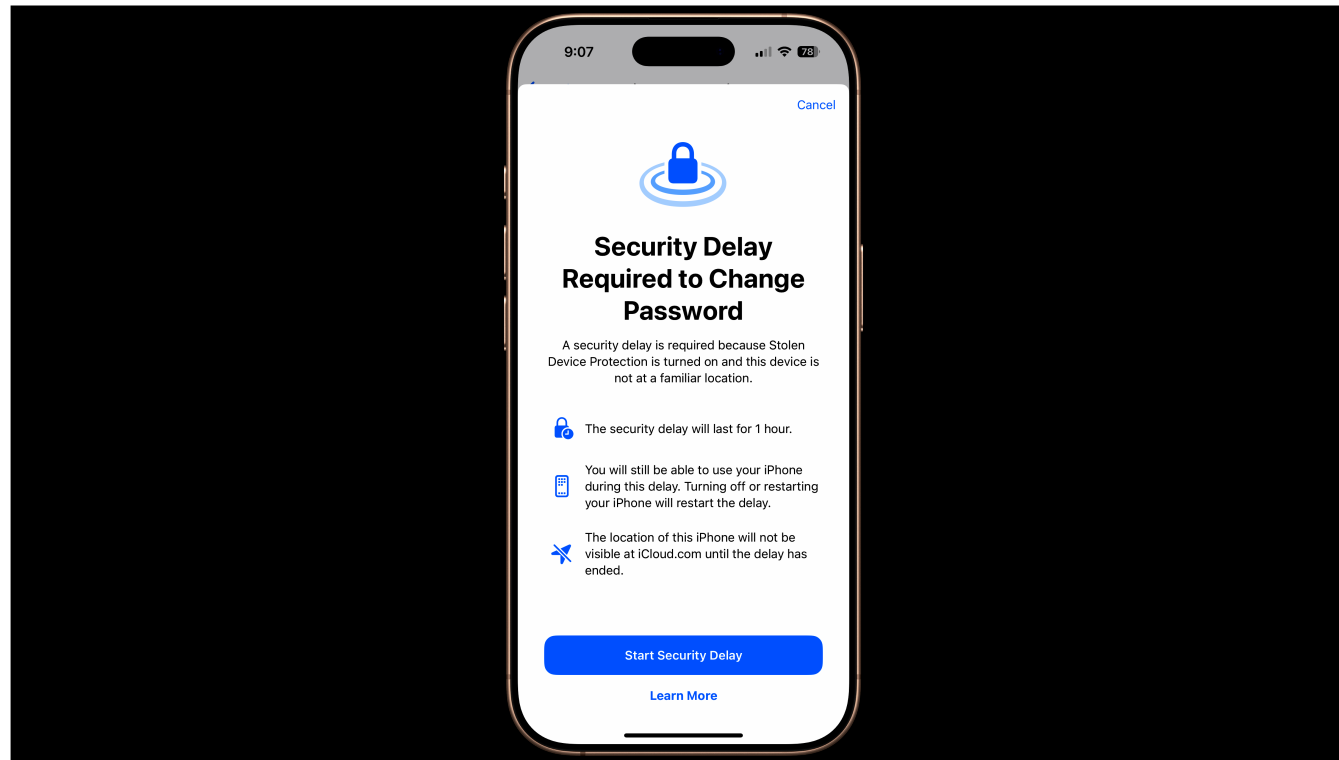 9:07
78
Cancel
Security Delay
Required to Change
Password
A security delay is required because Stolen
Device Protection is turned on and this device is
not at a familiar location.
The security delay will last for 1 hour.
You will still be able to use your iPhone
during this delay. Turning off or restarting
your iPhone will restart the delay.
The location of this iPhone will not be
visible at iCloud.com until the delay has
ended.
Start Security Delay
Learn More